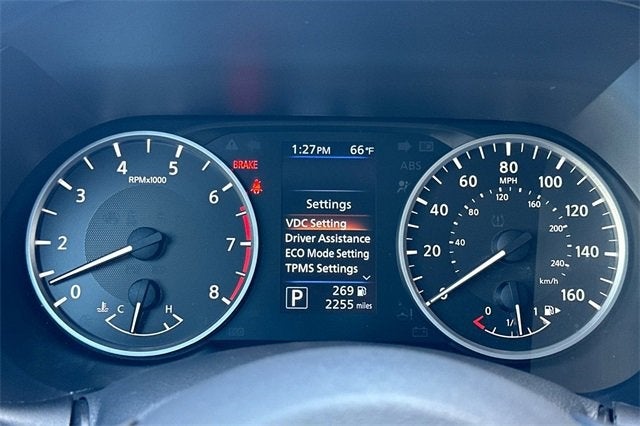 1:27PM 66°F
BRAKE
ABS
Settings
VDC Setting
Driver Assistance
ECO Mode Setting
TPMS Settings
P
269
2255 miles
RPMx1000
0 1 2 3 4 5 6 7 8
C H
MPH
0 20 40 60 80 100 120 140 160
40 80 120 160 200 240
km/h
0 1/2 1